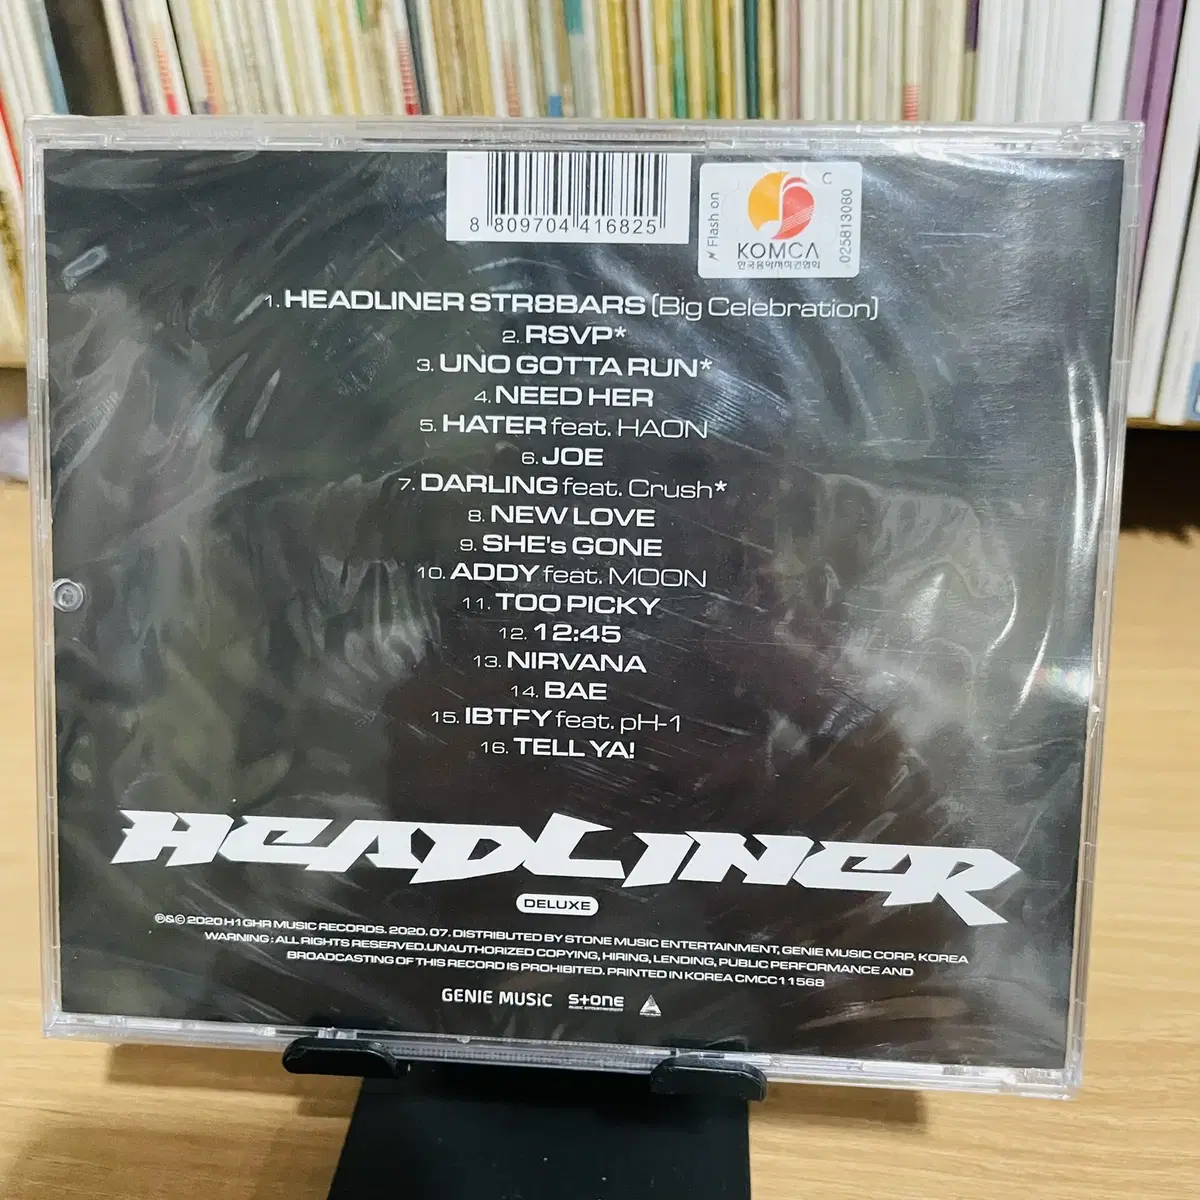 8 809704 416825
Flash on
C
KOMCA
한국음악저작권협회
025813080
1. HEADLINER STR8BARS (Big Celebration)
2. RSVP*
3. UNO GOTTA RUN*
4. NEED HER
5. HATER feat. HAON
6. JOE
7. DARLING feat. Crush*
8. NEW LOVE
9. SHE's GONE
10. ADDY feat. MOON
11. TOO PICKY
12. 12:45
13. NIRVANA
14. BAE
15. IBTFY feat. pH-1
16. TELL YA!
HEADLINER
DELUXE
℗&© 2020 H1GHR MUSIC RECORDS. 2020. 07. DISTRIBUTED BY STONE MUSIC ENTERTAINMENT, GENIE MUSIC CORP. KOREA
WARNING : ALL RIGHTS RESERVED.UNAUTHORIZED COPYING, HIRING, LENDING, PUBLIC PERFORMANCE AND
BROADCASTING OF THIS RECORD IS PROHIBITED. PRINTED IN KOREA CMCC11568
GENIE MUSiC
S+ONE
MUSIC ENTERTAINMENT